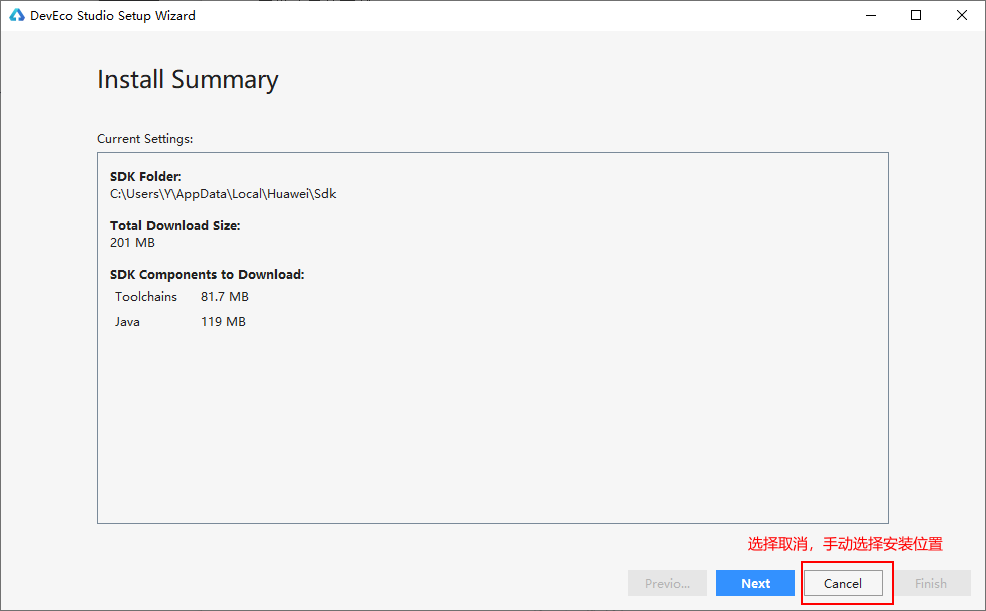 DevEco Studio Setup Wizard
Install Summary
Current Settings:
SDK Folder:
C:\Users\Y\AppData\Local\Huawei\Sdk
Total Download Size:
201 MB
SDK Components to Download:
Toolchains 81.7 MB
Java 119 MB
选择取消，手动选择安装位置
Previo... Next Cancel Finish